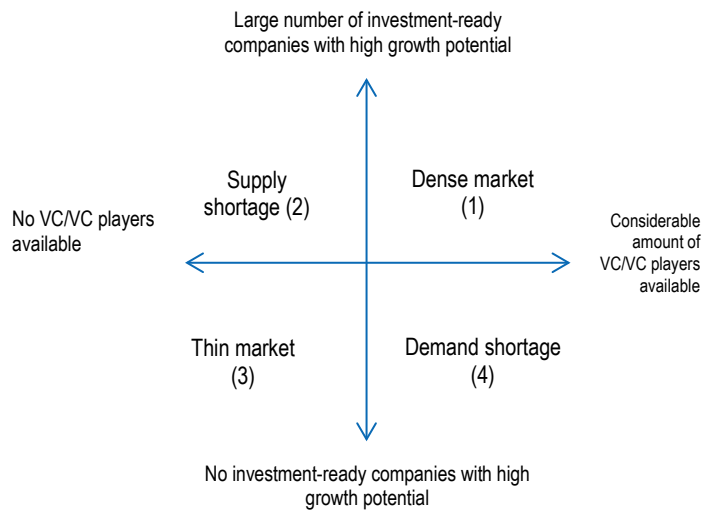 Large number of investment-ready
companies with high growth potential
Supply
shortage (2)
Dense market
(1)
No VC/VC players
available
Considerable
amount of
VC/VC players
available
Thin market
(3)
Demand shortage
(4)
No investment-ready companies with high
growth potential